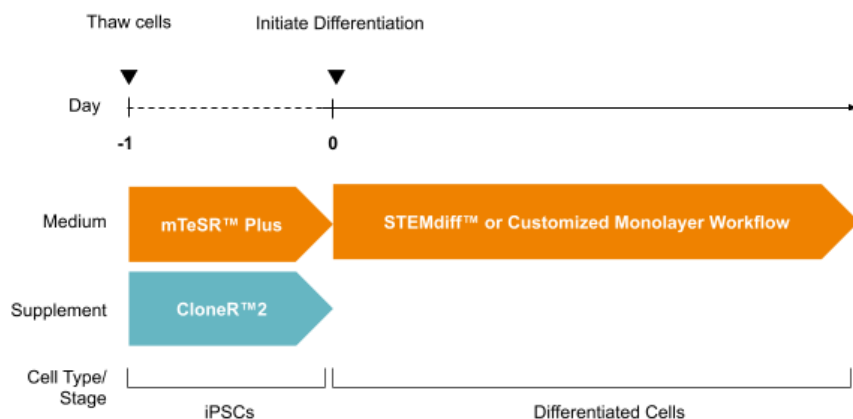 Thaw cells
Initiate Differentiation
Day
-1
0
Medium
mTeSR™ Plus
STEMdiff™ or Customized Monolayer Workflow
Supplement
CloneR™2
Cell Type/
Stage
iPSCs
Differentiated Cells